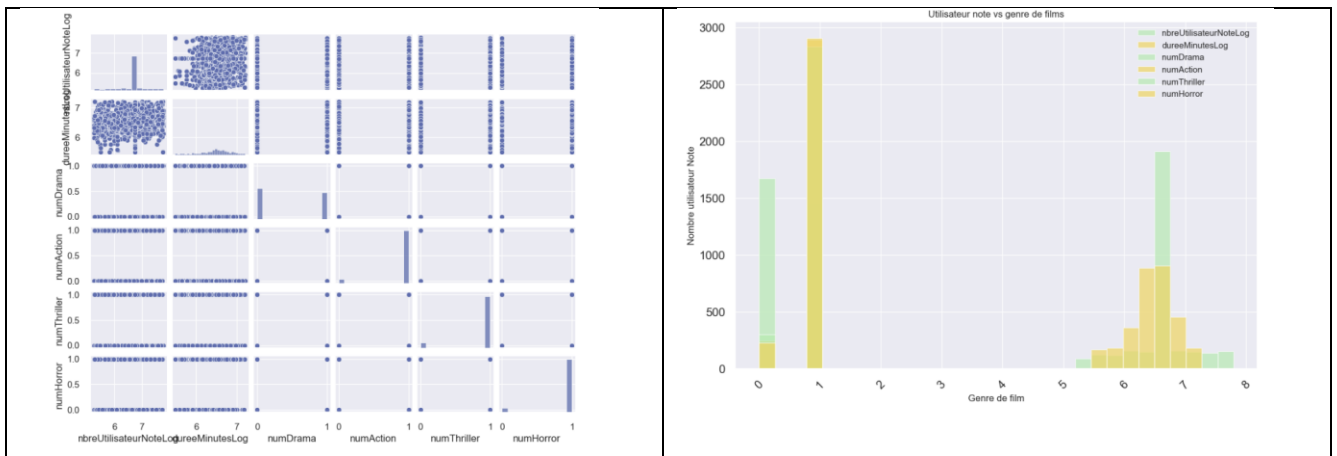 nbreUtilisateurNoteLog
7
6
dureeMinutesLog
7
6
numDrama
1.0
0.5
0.0
numAction
1.0
0.5
0.0
numThriller
1.0
0.5
0.0
numHorror
1.0
0.5
0.0
6 7 6 7 0 1 0 1 0 1 0 1
nbreUtilisateurNoteLog dureeMinutesLog numDrama numAction numThriller numHorror
Utilisateur note vs genre de films
nbreUtilisateurNoteLog
dureeMinutesLog
numDrama
numAction
numThriller
numHorror
Nombre utilisateur Note
3000
2500
2000
1500
1000
500
0
0 1 2 3 4 5 6 7 8
Genre de film